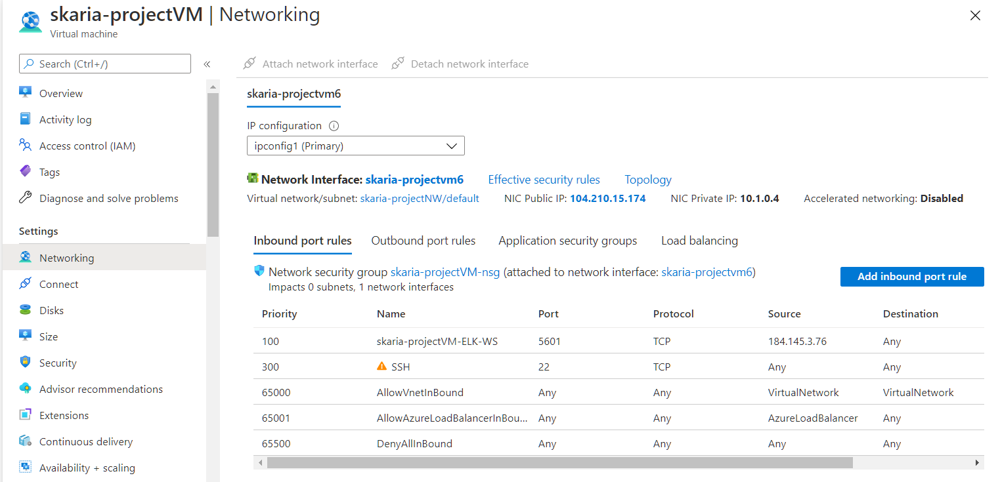 skaria-projectVM | Networking
Virtual machine
Search (Ctrl+/)
«
Overview
Activity log
Access control (IAM)
Tags
Diagnose and solve problems
Settings
Networking
Connect
Disks
Size
Security
Advisor recommendations
Extensions
Continuous delivery
Availability + scaling
Attach network interface Detach network interface
skaria-projectvm6
IP configuration
ipconfig1 (Primary)
Network Interface: skaria-projectvm6 Effective security rules Topology
Virtual network/subnet: skaria-projectNW/default NIC Public IP: 104.210.15.174 NIC Private IP: 10.1.0.4 Accelerated networking: Disabled
Inbound port rules Outbound port rules Application security groups Load balancing
Network security group skaria-projectVM-nsg (attached to network interface: skaria-projectvm6)
Impacts 0 subnets, 1 network interfaces
Add inbound port rule
Priority Name Port Protocol Source Destination
100 skaria-projectVM-ELK-WS 5601 TCP 184.145.3.76 Any
300 SSH 22 TCP Any Any
65000 AllowVnetInBound Any Any VirtualNetwork VirtualNetwork
65001 AllowAzureLoadBalancerInBou... Any Any AzureLoadBalancer Any
65500 DenyAllInBound Any Any Any Any